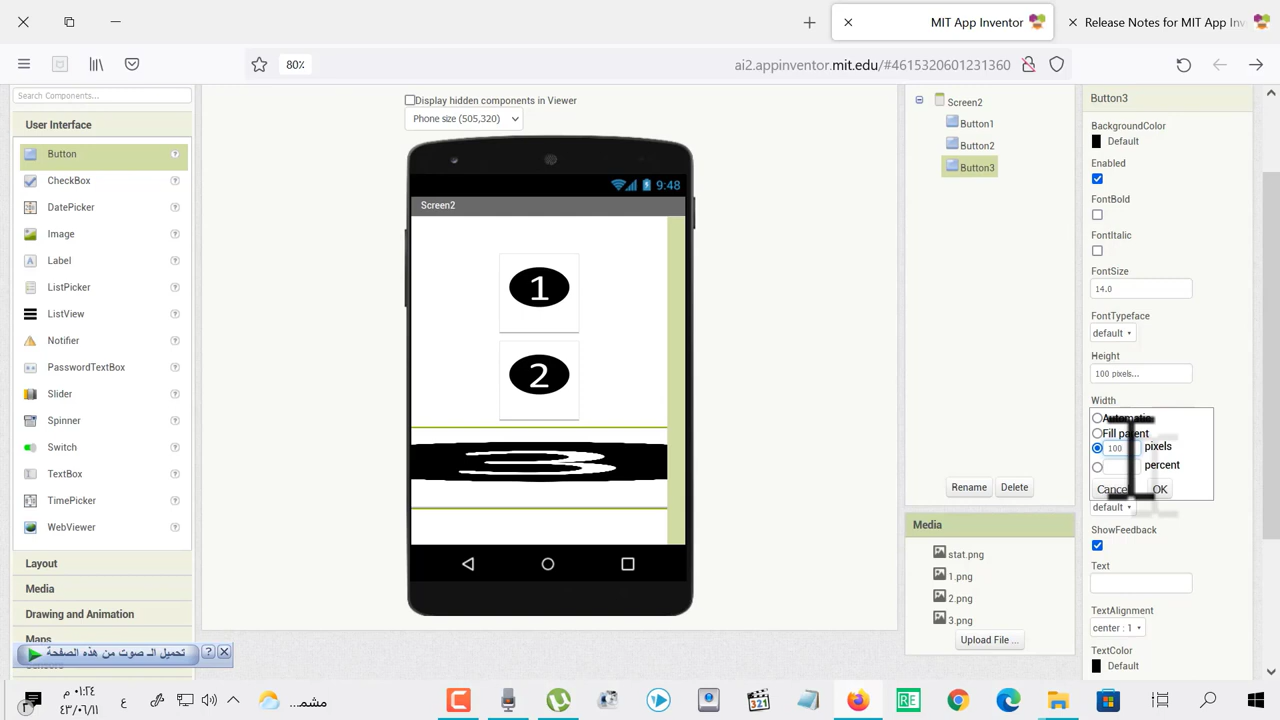 MIT App Inventor
Release Notes for MIT App Inv
80%
ai2.appinventor.mit.edu/#4615320601231360
Search Components...
User Interface
Button
CheckBox
DatePicker
Image
Label
ListPicker
ListView
Notifier
PasswordTextBox
Slider
Spinner
Switch
TextBox
TimePicker
WebViewer
Layout
Media
Drawing and Animation
Maps
تحميل الـ صوت من هذه الصفحة
Display hidden components in Viewer
Phone size (505,320)
9:48
Screen2
1
2
3
Screen2
Button1
Button2
Button3
Rename
Delete
Media
stat.png
1.png
2.png
3.png
Upload File ...
Button3
BackgroundColor
Default
Enabled
FontBold
FontItalic
FontSize
14.0
FontTypeface
default
Height
100 pixels...
Width
Automatic
Fill parent
100 pixels
percent
Cancel
OK
default
ShowFeedback
Text
TextAlignment
center : 1
TextColor
Default
٠١:٢٤ م
٤٣/٠٦/١١
ع
مشمـ...